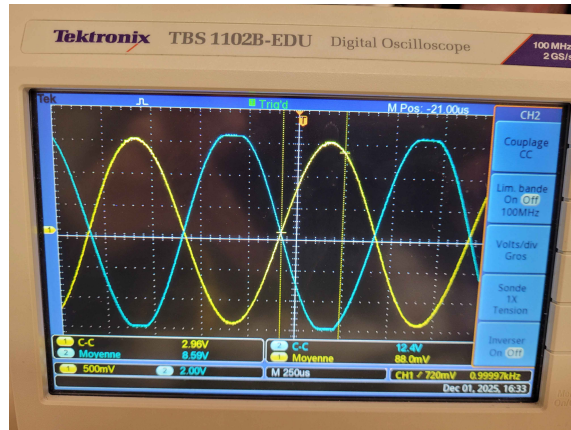 Tektronix TBS 1102B-EDU Digital Oscilloscope
100 MHz
2 GS/s
Tek Trig'd M Pos: -21.00us CH2
T
Couplage
CC
Lim. bande
On Off
100MHz
Volts/div
Gros
Sonde
1X
Tension
Inverser
On Off
1
1 C-C 2.96V 2 C-C 12.4V
2 Moyenne 8.59V 1 Moyenne 88.0mV
1 500mV 2 2.00V M 250us CH1 720mV 0.99997kHz
Dec 01, 2025, 16:33